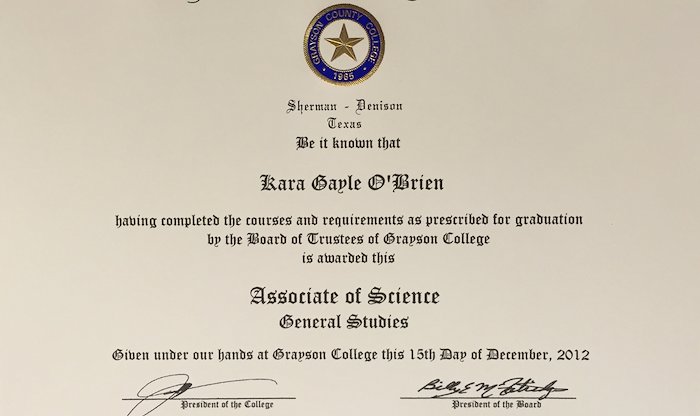 GRAYSON COUNTY COLLEGE
1965
Sherman - Denison
Texas
Be it known that
Kara Gayle O'Brien
having completed the courses and requirements as prescribed for graduation
by the Board of Trustees of Grayson College
is awarded this
Associate of Science
General Studies
Given under our hands at Grayson College this 15th Day of December, 2012
President of the College
President of the Board